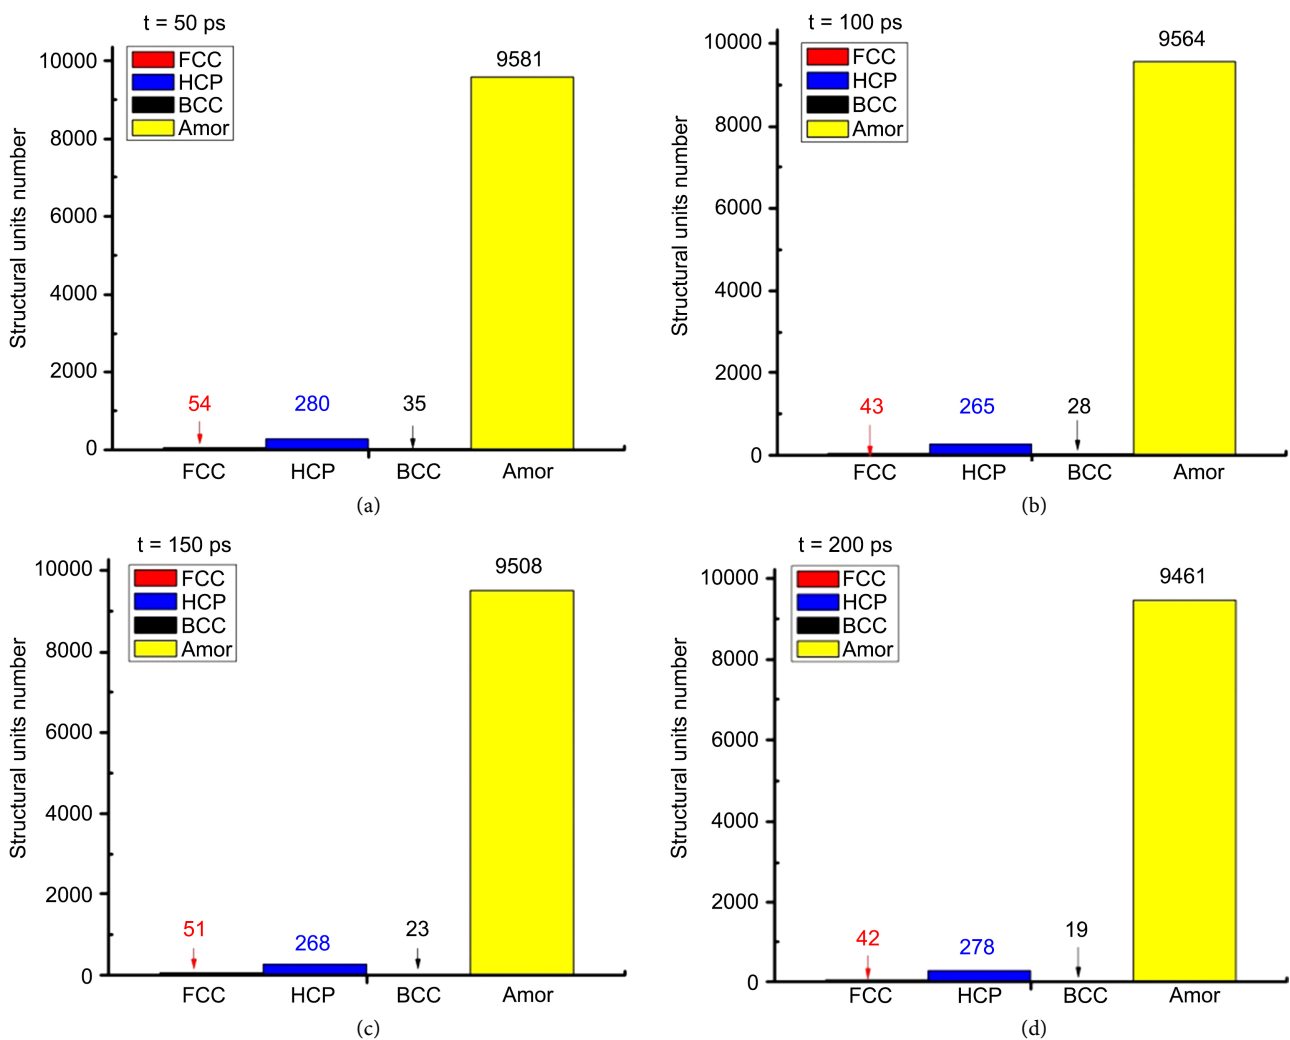 t = 50 ps
FCC
HCP
BCC
Amor
Structural units number
10000
8000
6000
4000
2000
0
54
280
35
9581
FCC HCP BCC Amor
(a)
t = 100 ps
FCC
HCP
BCC
Amor
Structural units number
10000
8000
6000
4000
2000
0
43
265
28
9564
FCC HCP BCC Amor
(b)
t = 150 ps
FCC
HCP
BCC
Amor
Structural units number
10000
8000
6000
4000
2000
0
51
268
23
9508
FCC HCP BCC Amor
(c)
t = 200 ps
FCC
HCP
BCC
Amor
Structural units number
10000
8000
6000
4000
2000
0
42
278
19
9461
FCC HCP BCC Amor
(d)